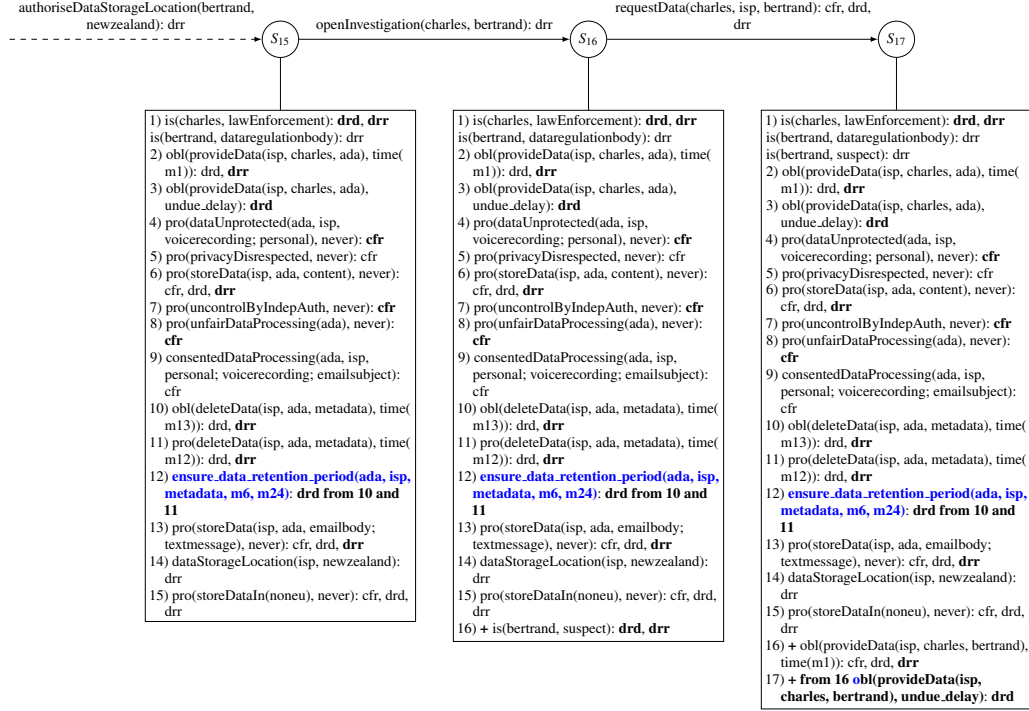 authoriseDataStorageLocation(bertrand,
newzealand): drr
openInvestigation(charles, bertrand): drr
requestData(charles, isp, bertrand): cfr, drd,
drr
S15
S16
S17
1) is(charles, lawEnforcement): drd, drr
is(bertrand, dataregulationbody): drr
2) obl(provideData(isp, charles, ada), time(
m1)): drd, drr
3) obl(provideData(isp, charles, ada),
undue_delay): drd
4) pro(dataUnprotected(ada, isp,
voicerecording; personal), never): cfr
5) pro(privacyDisrespected, never): cfr
6) pro(storeData(isp, ada, content), never):
cfr, drd, drr
7) pro(uncontrolByIndepAuth, never): cfr
8) pro(unfairDataProcessing(ada), never):
cfr
9) consentedDataProcessing(ada, isp,
personal; voicerecording; emailsubject):
cfr
10) obl(deleteData(isp, ada, metadata), time(
m13)): drd, drr
11) pro(deleteData(isp, ada, metadata), time(
m12)): drd, drr
12) ensure_data_retention_period(ada, isp,
metadata, m6, m24): drd from 10 and
11
13) pro(storeData(isp, ada, emailbody;
textmessage), never): cfr, drd, drr
14) dataStorageLocation(isp, newzealand):
drr
15) pro(storeDataIn(noneu), never): cfr, drd,
drr
1) is(charles, lawEnforcement): drd, drr
is(bertrand, dataregulationbody): drr
2) obl(provideData(isp, charles, ada), time(
m1)): drd, drr
3) obl(provideData(isp, charles, ada),
undue_delay): drd
4) pro(dataUnprotected(ada, isp,
voicerecording; personal), never): cfr
5) pro(privacyDisrespected, never): cfr
6) pro(storeData(isp, ada, content), never):
cfr, drd, drr
7) pro(uncontrolByIndepAuth, never): cfr
8) pro(unfairDataProcessing(ada), never):
cfr
9) consentedDataProcessing(ada, isp,
personal; voicerecording; emailsubject):
cfr
10) obl(deleteData(isp, ada, metadata), time(
m13)): drd, drr
11) pro(deleteData(isp, ada, metadata), time(
m12)): drd, drr
12) ensure_data_retention_period(ada, isp,
metadata, m6, m24): drd from 10 and
11
13) pro(storeData(isp, ada, emailbody;
textmessage), never): cfr, drd, drr
14) dataStorageLocation(isp, newzealand):
drr
15) pro(storeDataIn(noneu), never): cfr, drd,
drr
16) + is(bertrand, suspect): drd, drr
1) is(charles, lawEnforcement): drd, drr
is(bertrand, dataregulationbody): drr
is(bertrand, suspect): drr
2) obl(provideData(isp, charles, ada), time(
m1)): drd, drr
3) obl(provideData(isp, charles, ada),
undue_delay): drd
4) pro(dataUnprotected(ada, isp,
voicerecording; personal), never): cfr
5) pro(privacyDisrespected, never): cfr
6) pro(storeData(isp, ada, content), never):
cfr, drd, drr
7) pro(uncontrolByIndepAuth, never): cfr
8) pro(unfairDataProcessing(ada), never):
cfr
9) consentedDataProcessing(ada, isp,
personal; voicerecording; emailsubject):
cfr
10) obl(deleteData(isp, ada, metadata), time(
m13)): drd, drr
11) pro(deleteData(isp, ada, metadata), time(
m12)): drd, drr
12) ensure_data_retention_period(ada, isp,
metadata, m6, m24): drd from 10 and
11
13) pro(storeData(isp, ada, emailbody;
textmessage), never): cfr, drd, drr
14) dataStorageLocation(isp, newzealand):
drr
15) pro(storeDataIn(noneu), never): cfr, drd,
drr
16) + obl(provideData(isp, charles, bertrand),
time(m1)): cfr, drd, drr
17) + from 16 obl(provideData(isp,
charles, bertrand), undue_delay): drd